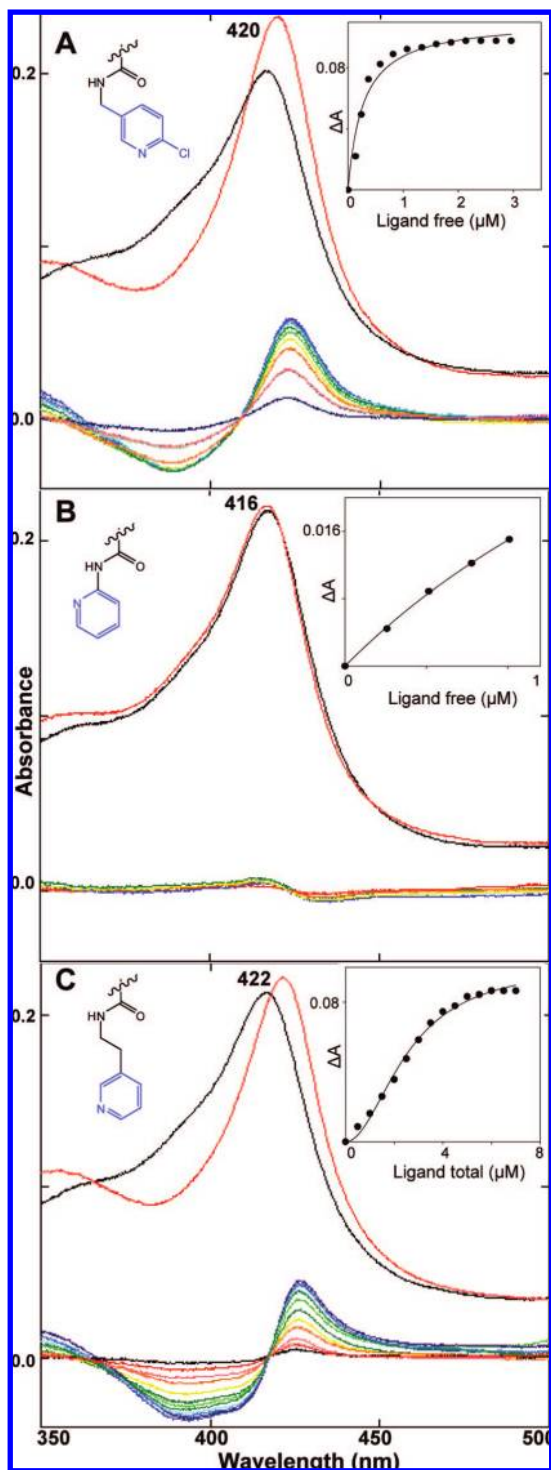 A
420
0.2
HN
O
N
Cl
0.08
ΔA
0
1
2
3
Ligand free (µM)
0.0
B
416
0.2
HN
O
N
0.016
ΔA
0
1
Ligand free (µM)
Absorbance
0.0
C
422
0.2
HN
O
N
0.08
ΔA
0
4
8
Ligand total (µM)
0.0
350
400
450
500
Wavelength (nm)